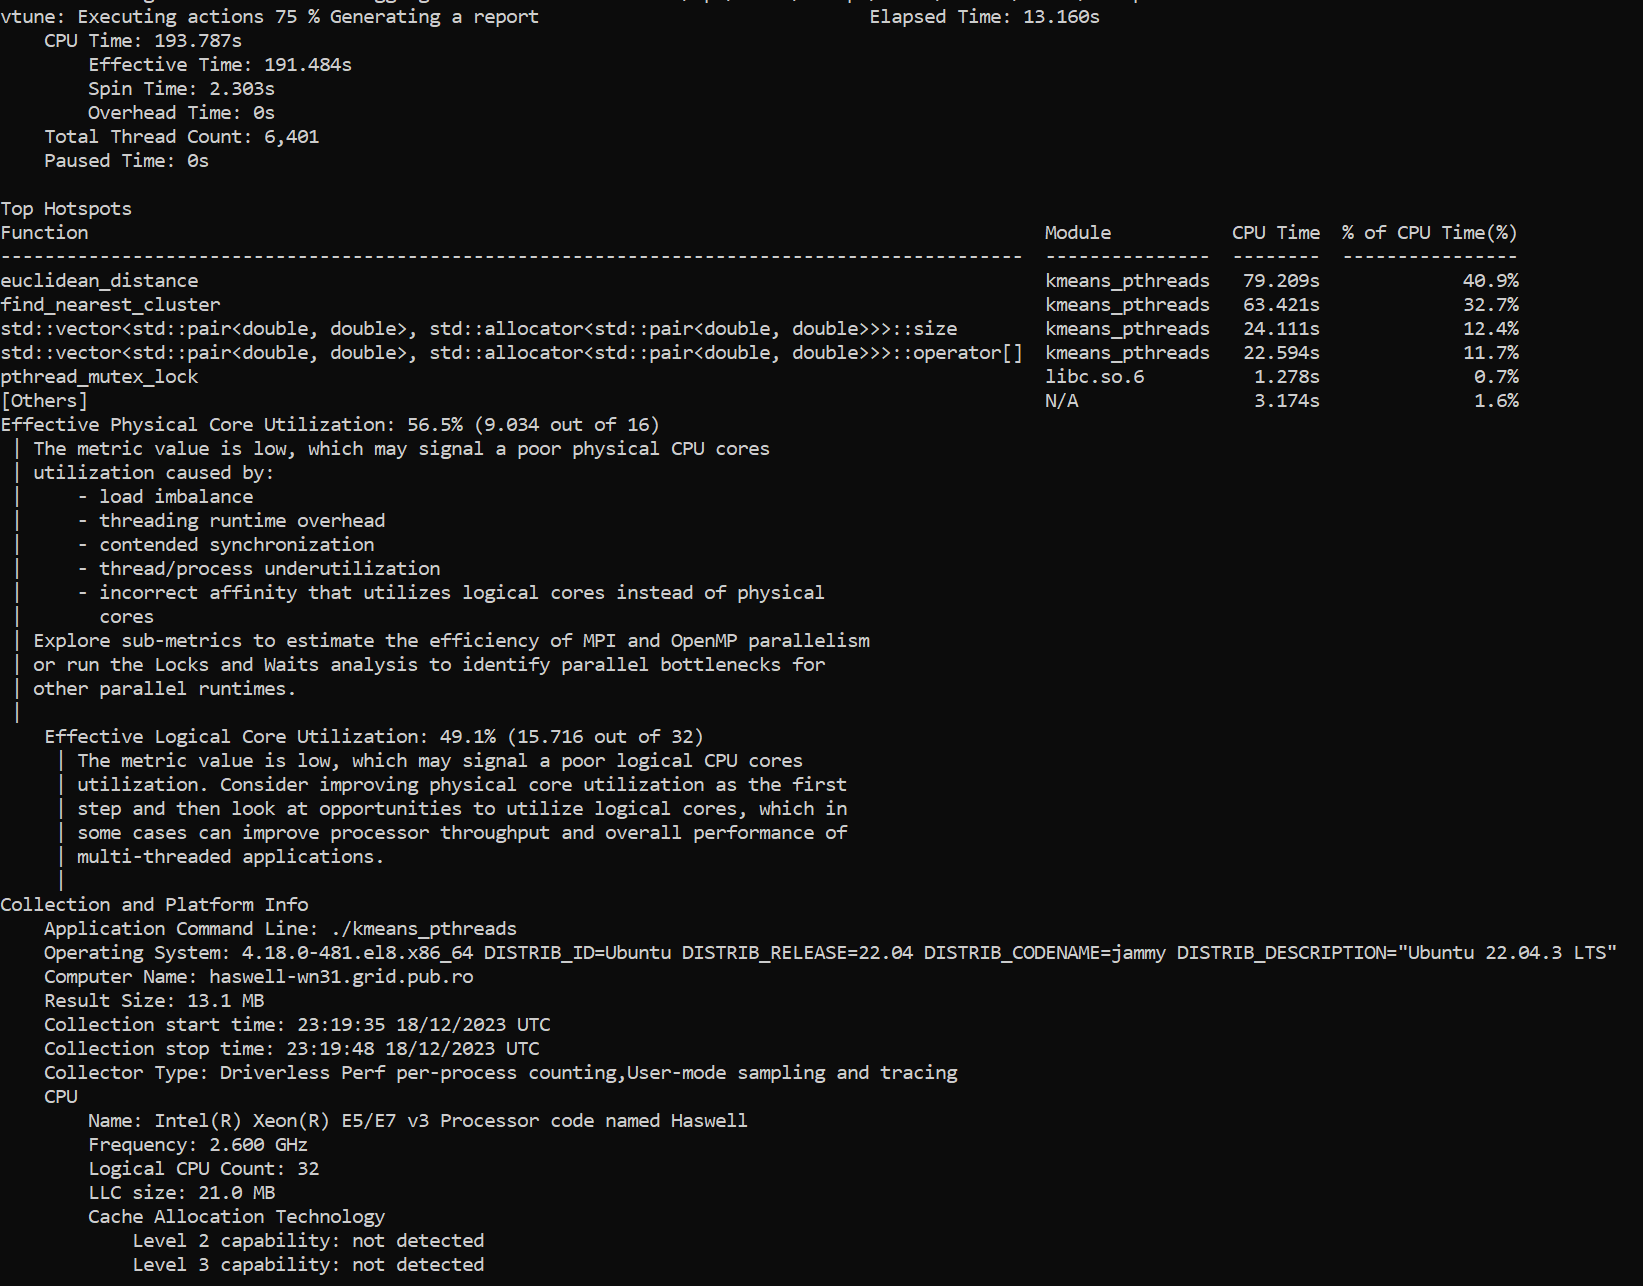 vtune: Executing actions 75 % Generating a report                              Elapsed Time: 13.160s
    CPU Time: 193.787s
        Effective Time: 191.484s
        Spin Time: 2.303s
        Overhead Time: 0s
    Total Thread Count: 6,401
    Paused Time: 0s

Top Hotspots
Function                                                                                       Module           CPU Time  % of CPU Time(%)
---------------------------------------------------------------------------------------------  ---------------  --------  ----------------
euclidean_distance                                                                             kmeans_pthreads   79.209s             40.9%
find_nearest_cluster                                                                           kmeans_pthreads   63.421s             32.7%
std::vector<std::pair<double, double>, std::allocator<std::pair<double, double>>>::size        kmeans_pthreads   24.111s             12.4%
std::vector<std::pair<double, double>, std::allocator<std::pair<double, double>>>::operator[]  kmeans_pthreads   22.594s             11.7%
pthread_mutex_lock                                                                             libc.so.6          1.278s              0.7%
[Others]                                                                                       N/A                3.174s              1.6%
Effective Physical Core Utilization: 56.5% (9.034 out of 16)
 | The metric value is low, which may signal a poor physical CPU cores
 | utilization caused by:
 |     - load imbalance
 |     - threading runtime overhead
 |     - contended synchronization
 |     - thread/process underutilization
 |     - incorrect affinity that utilizes logical cores instead of physical
 |       cores
 | Explore sub-metrics to estimate the efficiency of MPI and OpenMP parallelism
 | or run the Locks and Waits analysis to identify parallel bottlenecks for
 | other parallel runtimes.
 |
    Effective Logical Core Utilization: 49.1% (15.716 out of 32)
     | The metric value is low, which may signal a poor logical CPU cores
     | utilization. Consider improving physical core utilization as the first
     | step and then look at opportunities to utilize logical cores, which in
     | some cases can improve processor throughput and overall performance of
     | multi-threaded applications.
     |
Collection and Platform Info
    Application Command Line: ./kmeans_pthreads
    Operating System: 4.18.0-481.el8.x86_64 DISTRIB_ID=Ubuntu DISTRIB_RELEASE=22.04 DISTRIB_CODENAME=jammy DISTRIB_DESCRIPTION="Ubuntu 22.04.3 LTS"
    Computer Name: haswell-wn31.grid.pub.ro
    Result Size: 13.1 MB
    Collection start time: 23:19:35 18/12/2023 UTC
    Collection stop time: 23:19:48 18/12/2023 UTC
    Collector Type: Driverless Perf per-process counting,User-mode sampling and tracing
    CPU
        Name: Intel(R) Xeon(R) E5/E7 v3 Processor code named Haswell
        Frequency: 2.600 GHz
        Logical CPU Count: 32
        LLC size: 21.0 MB
        Cache Allocation Technology
            Level 2 capability: not detected
            Level 3 capability: not detected